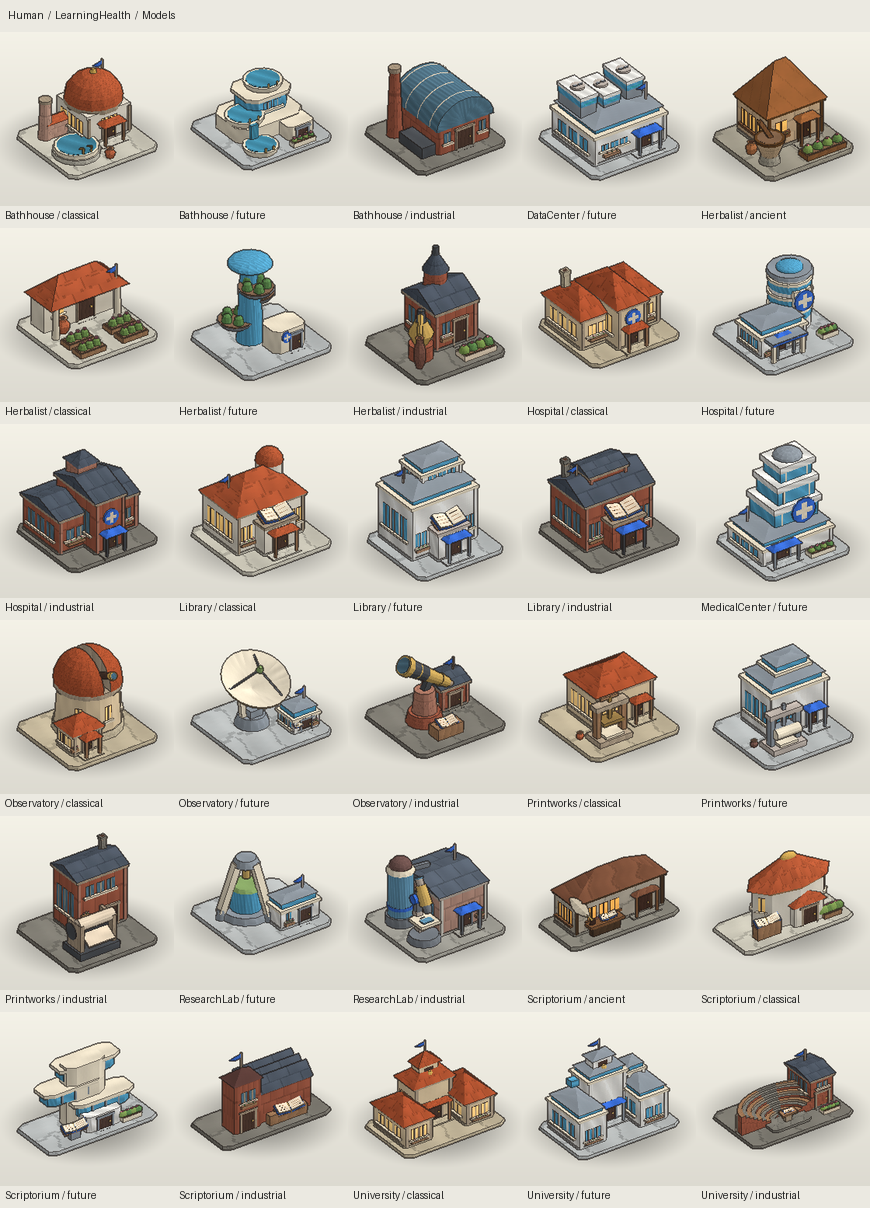 Human / LearningHealth / Models
Bathhouse / classical
Bathhouse / future
Bathhouse / industrial
DataCenter / future
Herbalist / ancient
Herbalist / classical
Herbalist / future
Herbalist / industrial
Hospital / classical
Hospital / future
Hospital / industrial
Library / classical
Library / future
Library / industrial
MedicalCenter / future
Observatory / classical
Observatory / future
Observatory / industrial
Printworks / classical
Printworks / future
Printworks / industrial
ResearchLab / future
ResearchLab / industrial
Scriptorium / ancient
Scriptorium / classical
Scriptorium / future
Scriptorium / industrial
University / classical
University / future
University / industrial